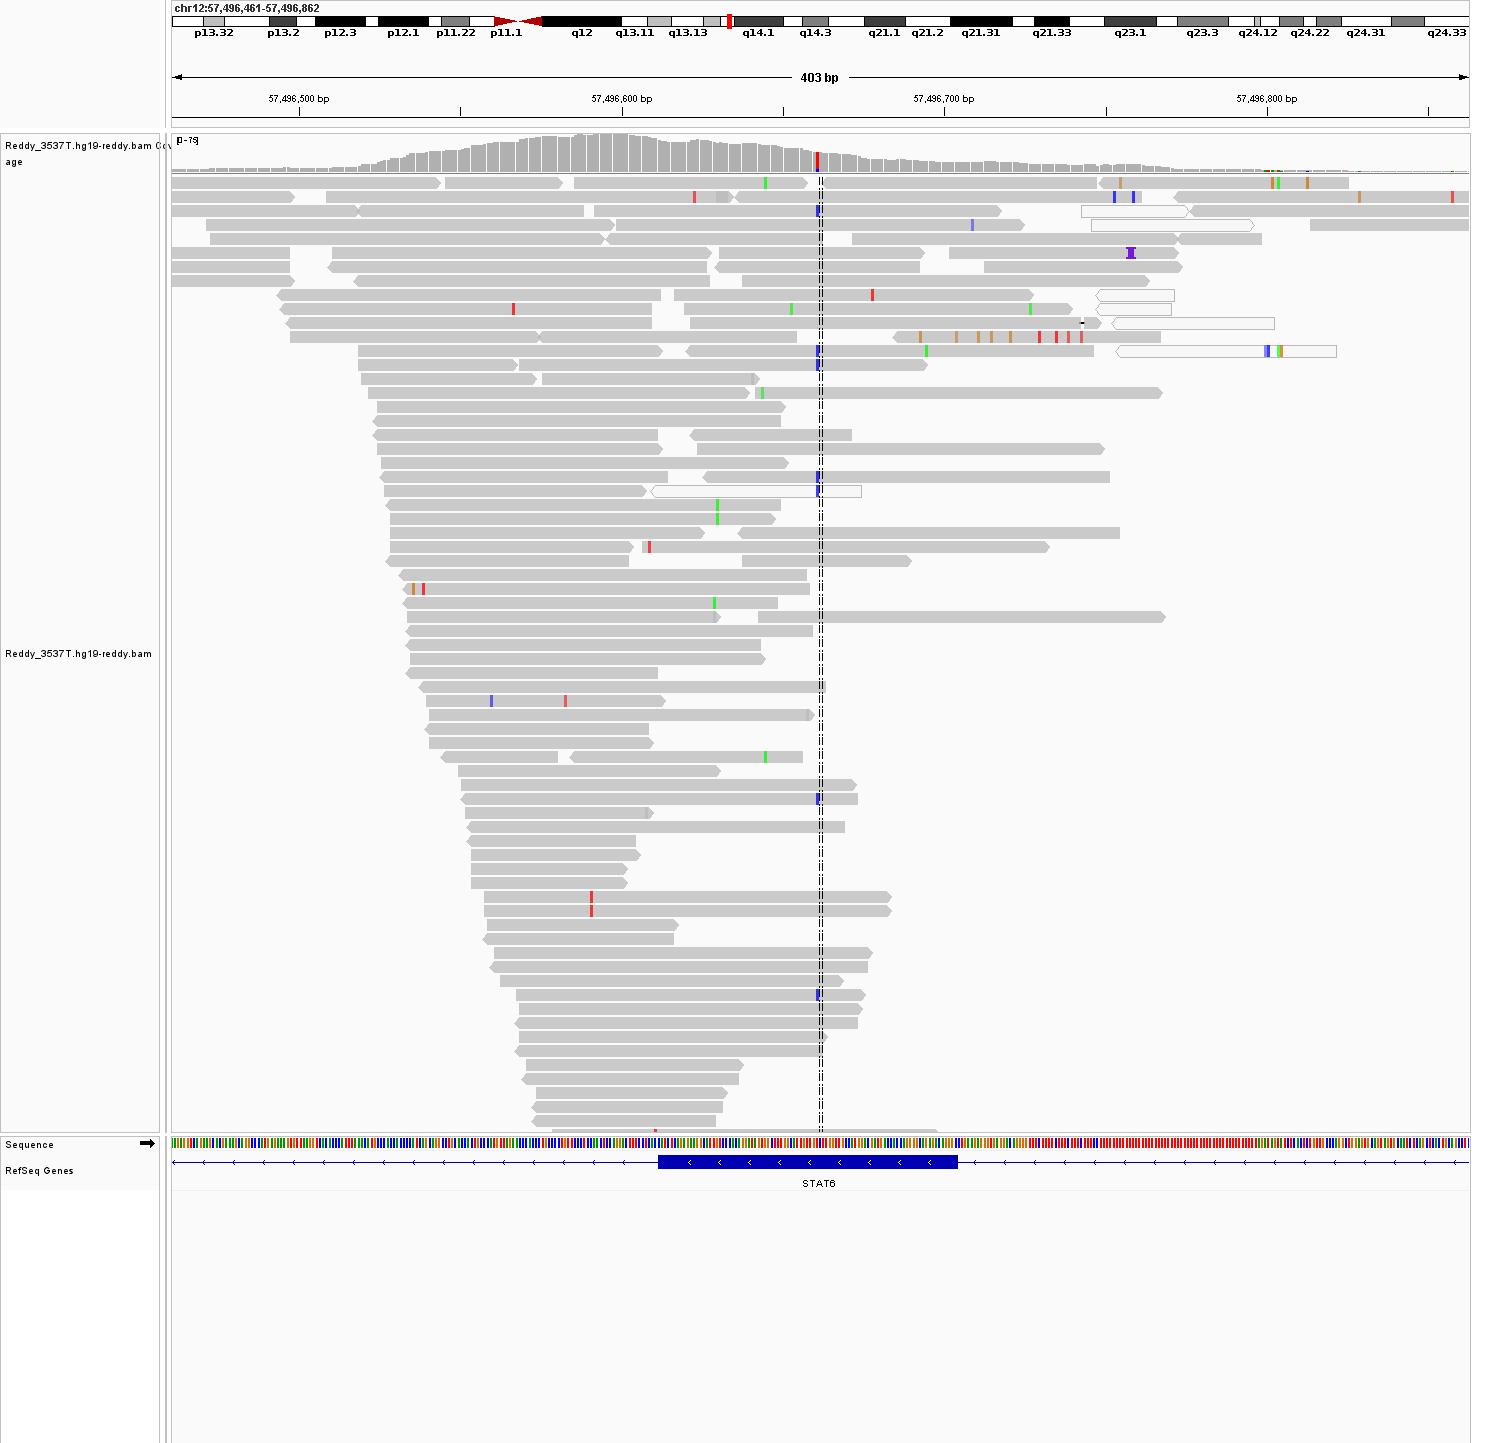 chr12:57,496,461-57,496,862
p13.32 p13.2 p12.3 p12.1 p11.22 p11.1 q12 q13.11 q13.13 q14.1 q14.3 q21.1 q21.2 q21.31 q21.33 q23.1 q23.3 q24.12 q24.22 q24.31 q24.33
403 bp
57,496,500 bp 57,496,600 bp 57,496,700 bp 57,496,800 bp
[0-79]
Reddy_3537T.hg19-reddy.bam Cov
age
Reddy_3537T.hg19-reddy.bam
Sequence
RefSeq Genes
STAT6